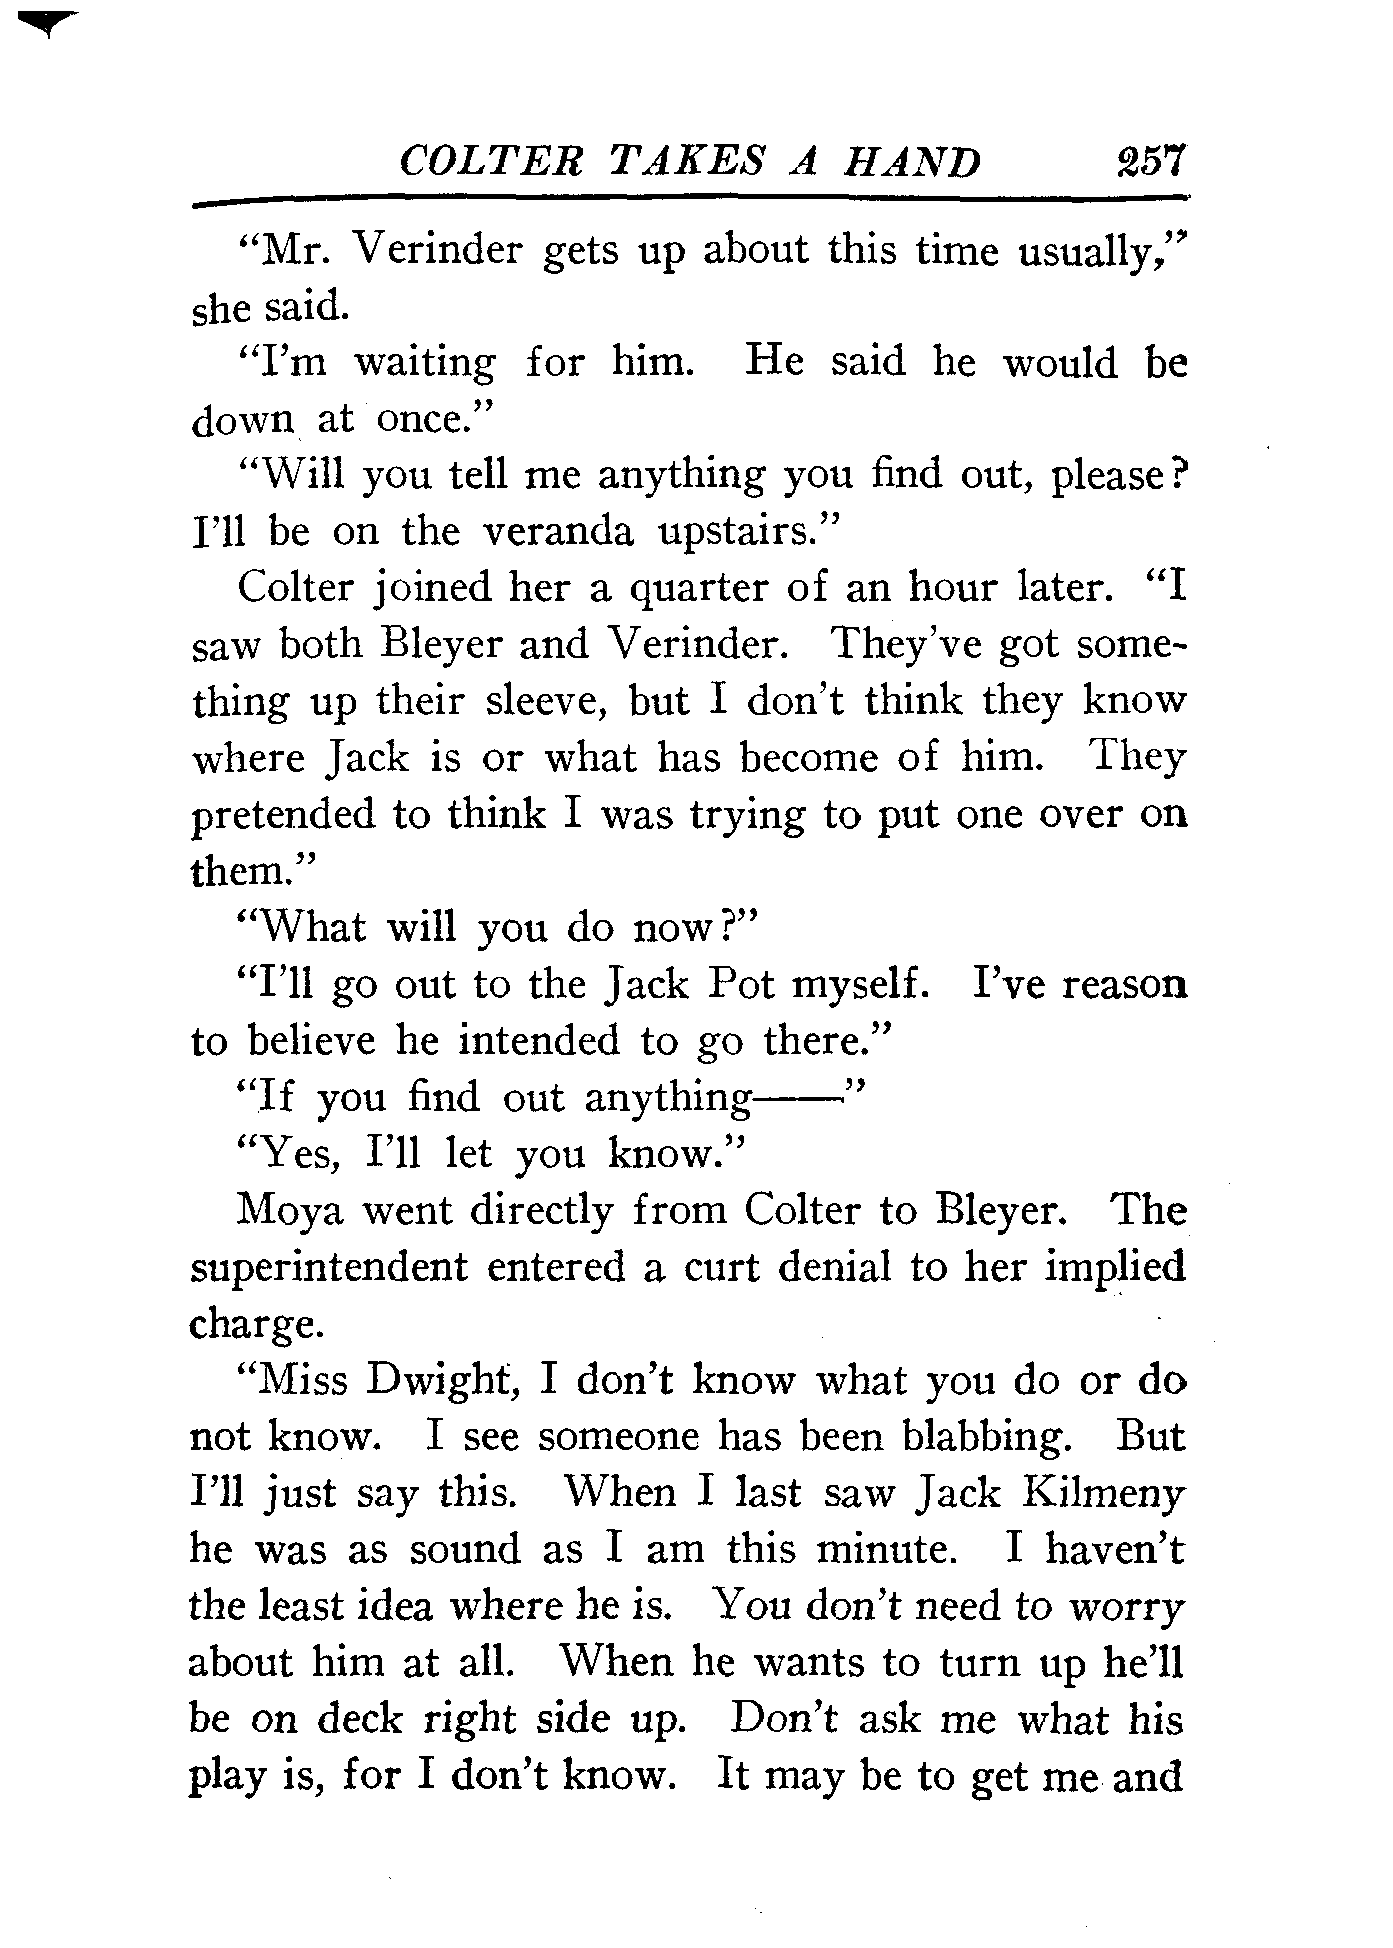 COLTER TAKES A HAND 257
"Mr. Verinder gets up about this time usually,"
she said.
"I'm waiting for him. He said he would be
down at once."
"Will you tell me anything you find out, please?
I'll be on the veranda upstairs."
Colter joined her a quarter of an hour later. "I
saw both Bleyer and Verinder. They've got some-
thing up their sleeve, but I don't think they know
where Jack is or what has become of him. They
pretended to think I was trying to put one over on
them."
"What will you do now?"
"I'll go out to the Jack Pot myself. I've reason
to believe he intended to go there."
"If you find out anything——"
"Yes, I'll let you know."
Moya went directly from Colter to Bleyer. The
superintendent entered a curt denial to her implied
charge.
"Miss Dwight, I don't know what you do or do
not know. I see someone has been blabbing. But
I'll just say this. When I last saw Jack Kilmeny
he was as sound as I am this minute. I haven't
the least idea where he is. You don't need to worry
about him at all. When he wants to turn up he'll
be on deck right side up. Don't ask me what his
play is, for I don't know. It may be to get me and